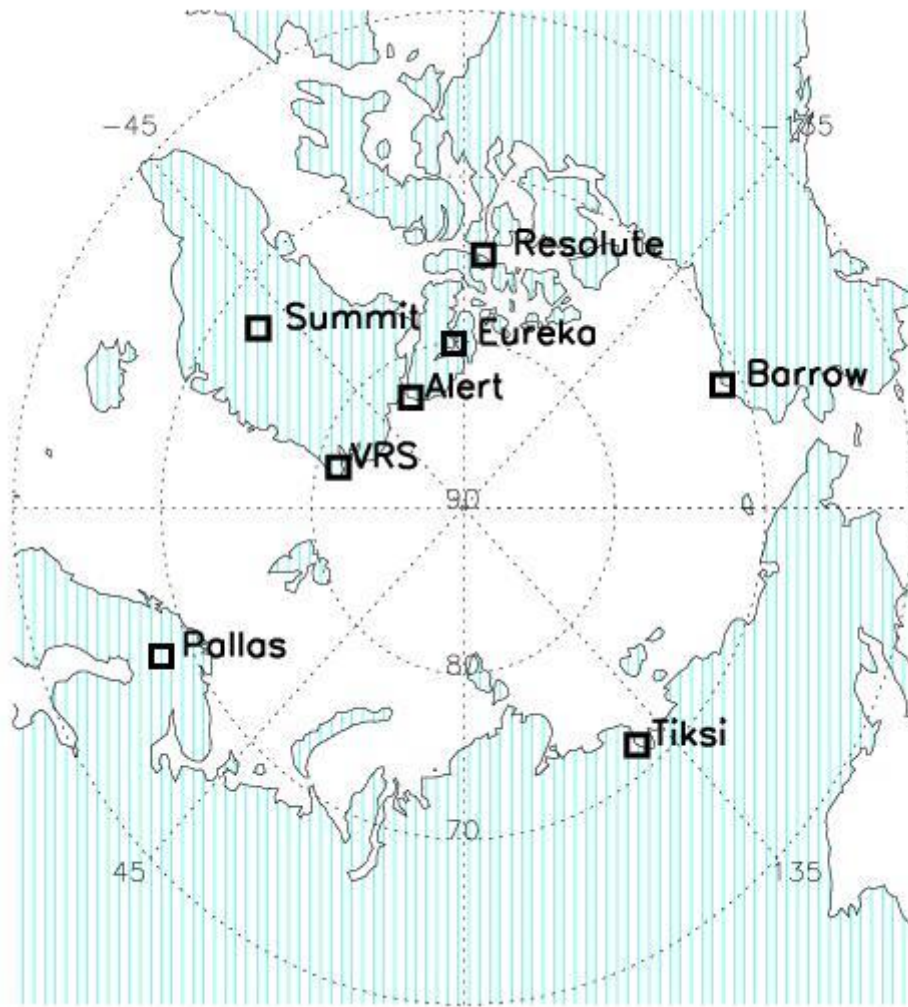 -45
-135
Resolute
Summit
Eureka
Alert
Barrow
VRS
90
Pallas
80
Tiksi
70
45
135